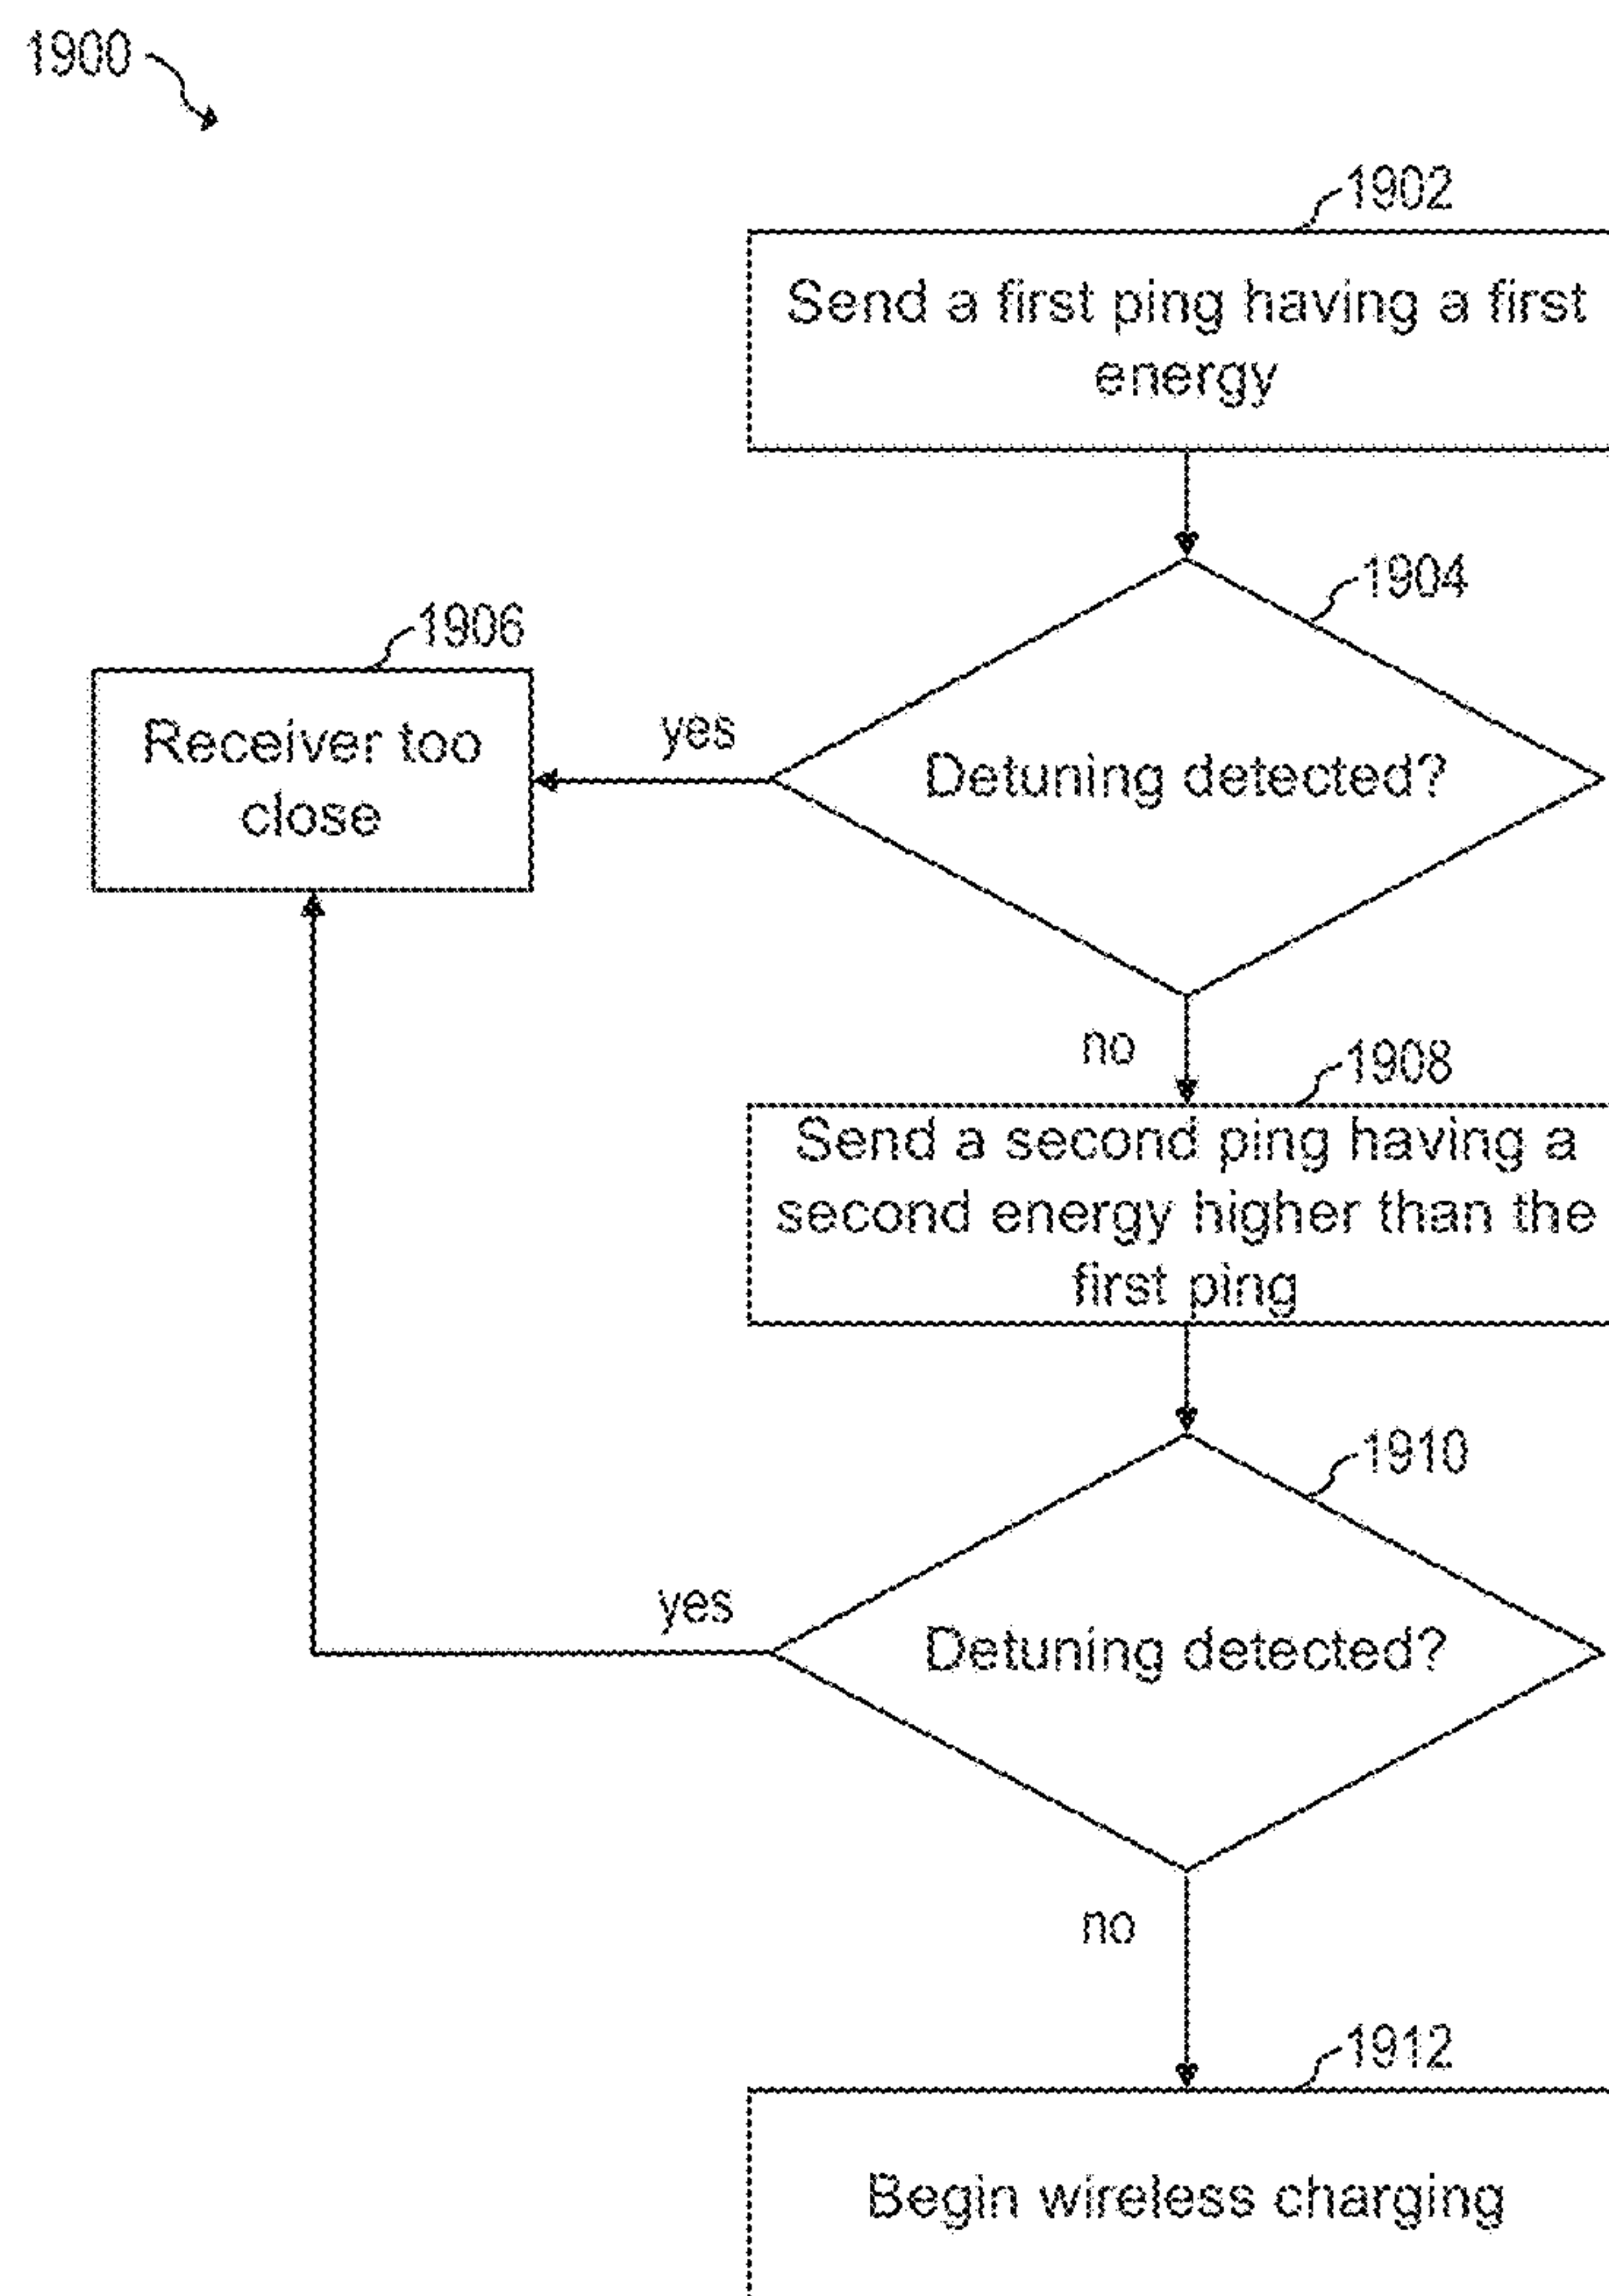 1900
1902
Send a first ping having a first
energy
1904
1906
Receiver too
close
yes
Detuning detected?
no
1908
Send a second ping having a
second energy higher than the
first ping
1910
yes
Detuning detected?
no
1912
Begin wireless charging